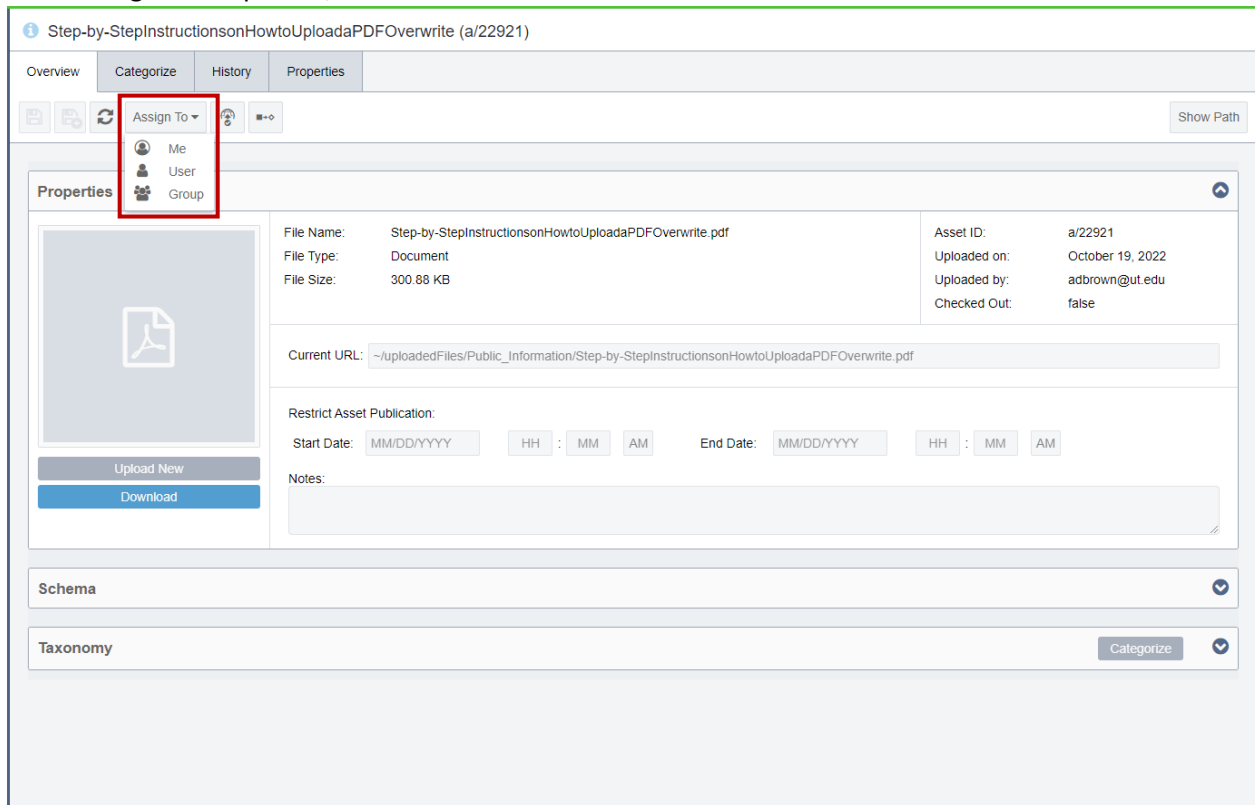 Step-by-StepInstructionsonHowtoUploadaPDFOverwrite (a/22921)
Overview Categorize History Properties
Assign To Show Path
Me
User
Group
Properties
File Name: Step-by-StepInstructionsonHowtoUploadaPDFOverwrite.pdf Asset ID: a/22921
File Type: Document Uploaded on: October 19, 2022
File Size: 300.88 KB Uploaded by: adbrown@ut.edu
Checked Out: false
Current URL: ~/uploadedFiles/Public_Information/Step-by-StepInstructionsonHowtoUploadaPDFOverwrite.pdf
Restrict Asset Publication:
Start Date: MM/DD/YYYY HH : MM AM End Date: MM/DD/YYYY HH : MM AM
Upload New
Notes:
Download
Schema
Taxonomy Categorize